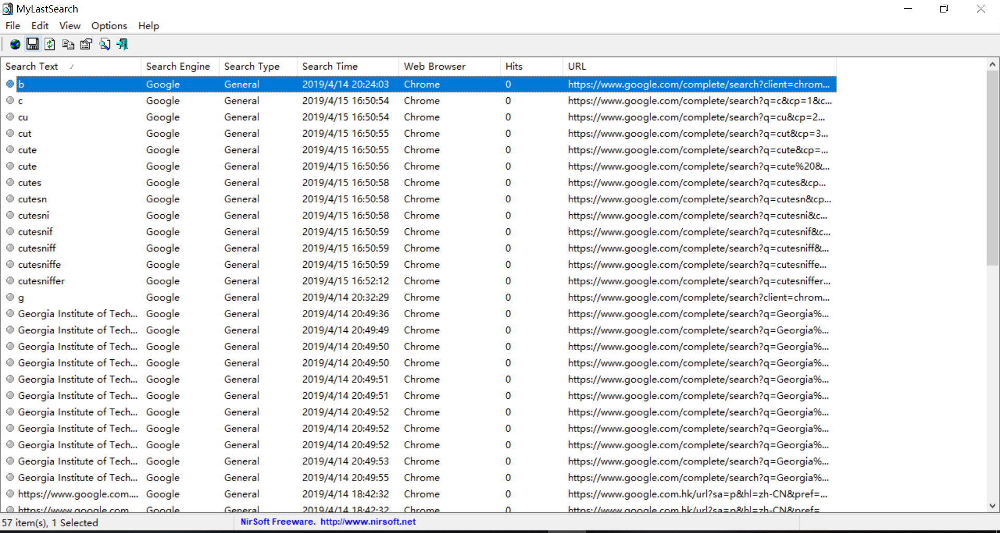 MyLastSearch
File Edit View Options Help
Search Text Search Engine Search Type Search Time Web Browser Hits URL
b Google General 2019/4/14 20:24:03 Chrome 0 https://www.google.com/complete/search?client=chrom...
c Google General 2019/4/15 16:50:54 Chrome 0 https://www.google.com/complete/search?q=c&cp=1&c...
cu Google General 2019/4/15 16:50:54 Chrome 0 https://www.google.com/complete/search?q=cu&cp=2...
cut Google General 2019/4/15 16:50:55 Chrome 0 https://www.google.com/complete/search?q=cut&cp=3...
cute Google General 2019/4/15 16:50:55 Chrome 0 https://www.google.com/complete/search?q=cute&cp=...
cute Google General 2019/4/15 16:50:56 Chrome 0 https://www.google.com/complete/search?q=cute%20&...
cutes Google General 2019/4/15 16:50:58 Chrome 0 https://www.google.com/complete/search?q=cutes&cp...
cutesn Google General 2019/4/15 16:50:58 Chrome 0 https://www.google.com/complete/search?q=cutesn&cp...
cutesni Google General 2019/4/15 16:50:58 Chrome 0 https://www.google.com/complete/search?q=cutesni&c...
cutesnif Google General 2019/4/15 16:50:59 Chrome 0 https://www.google.com/complete/search?q=cutesnif&c...
cutesniff Google General 2019/4/15 16:50:59 Chrome 0 https://www.google.com/complete/search?q=cutesniff&...
cutesniffe Google General 2019/4/15 16:50:59 Chrome 0 https://www.google.com/complete/search?q=cutesniffe...
cutesniffer Google General 2019/4/15 16:52:12 Chrome 0 https://www.google.com/complete/search?q=cutesniffer...
g Google General 2019/4/14 20:32:29 Chrome 0 https://www.google.com/complete/search?client=chrom...
Georgia Institute of Tech... Google General 2019/4/14 20:49:36 Chrome 0 https://www.google.com/complete/search?q=Georgia%...
Georgia Institute of Tech... Google General 2019/4/14 20:49:49 Chrome 0 https://www.google.com/complete/search?q=Georgia%...
Georgia Institute of Tech... Google General 2019/4/14 20:49:50 Chrome 0 https://www.google.com/complete/search?q=Georgia%...
Georgia Institute of Tech... Google General 2019/4/14 20:49:50 Chrome 0 https://www.google.com/complete/search?q=Georgia%...
Georgia Institute of Tech... Google General 2019/4/14 20:49:51 Chrome 0 https://www.google.com/complete/search?q=Georgia%...
Georgia Institute of Tech... Google General 2019/4/14 20:49:51 Chrome 0 https://www.google.com/complete/search?q=Georgia%...
Georgia Institute of Tech... Google General 2019/4/14 20:49:52 Chrome 0 https://www.google.com/complete/search?q=Georgia%...
Georgia Institute of Tech... Google General 2019/4/14 20:49:52 Chrome 0 https://www.google.com/complete/search?q=Georgia%...
Georgia Institute of Tech... Google General 2019/4/14 20:49:52 Chrome 0 https://www.google.com/complete/search?q=Georgia%...
Georgia Institute of Tech... Google General 2019/4/14 20:49:53 Chrome 0 https://www.google.com/complete/search?q=Georgia%...
Georgia Institute of Tech... Google General 2019/4/14 20:49:55 Chrome 0 https://www.google.com/complete/search?q=Georgia%...
https://www.google.com.... Google General 2019/4/14 18:42:32 Chrome 0 https://www.google.com.hk/url?sa=p&hl=zh-CN&pref=...
https://www.google.com Google General 2019/4/14 18:42:32 Chrome 0 https://www.google.com.hk/url?sa=p&hl=zh-CN&pref=
57 item(s), 1 Selected NirSoft Freeware. http://www.nirsoft.net